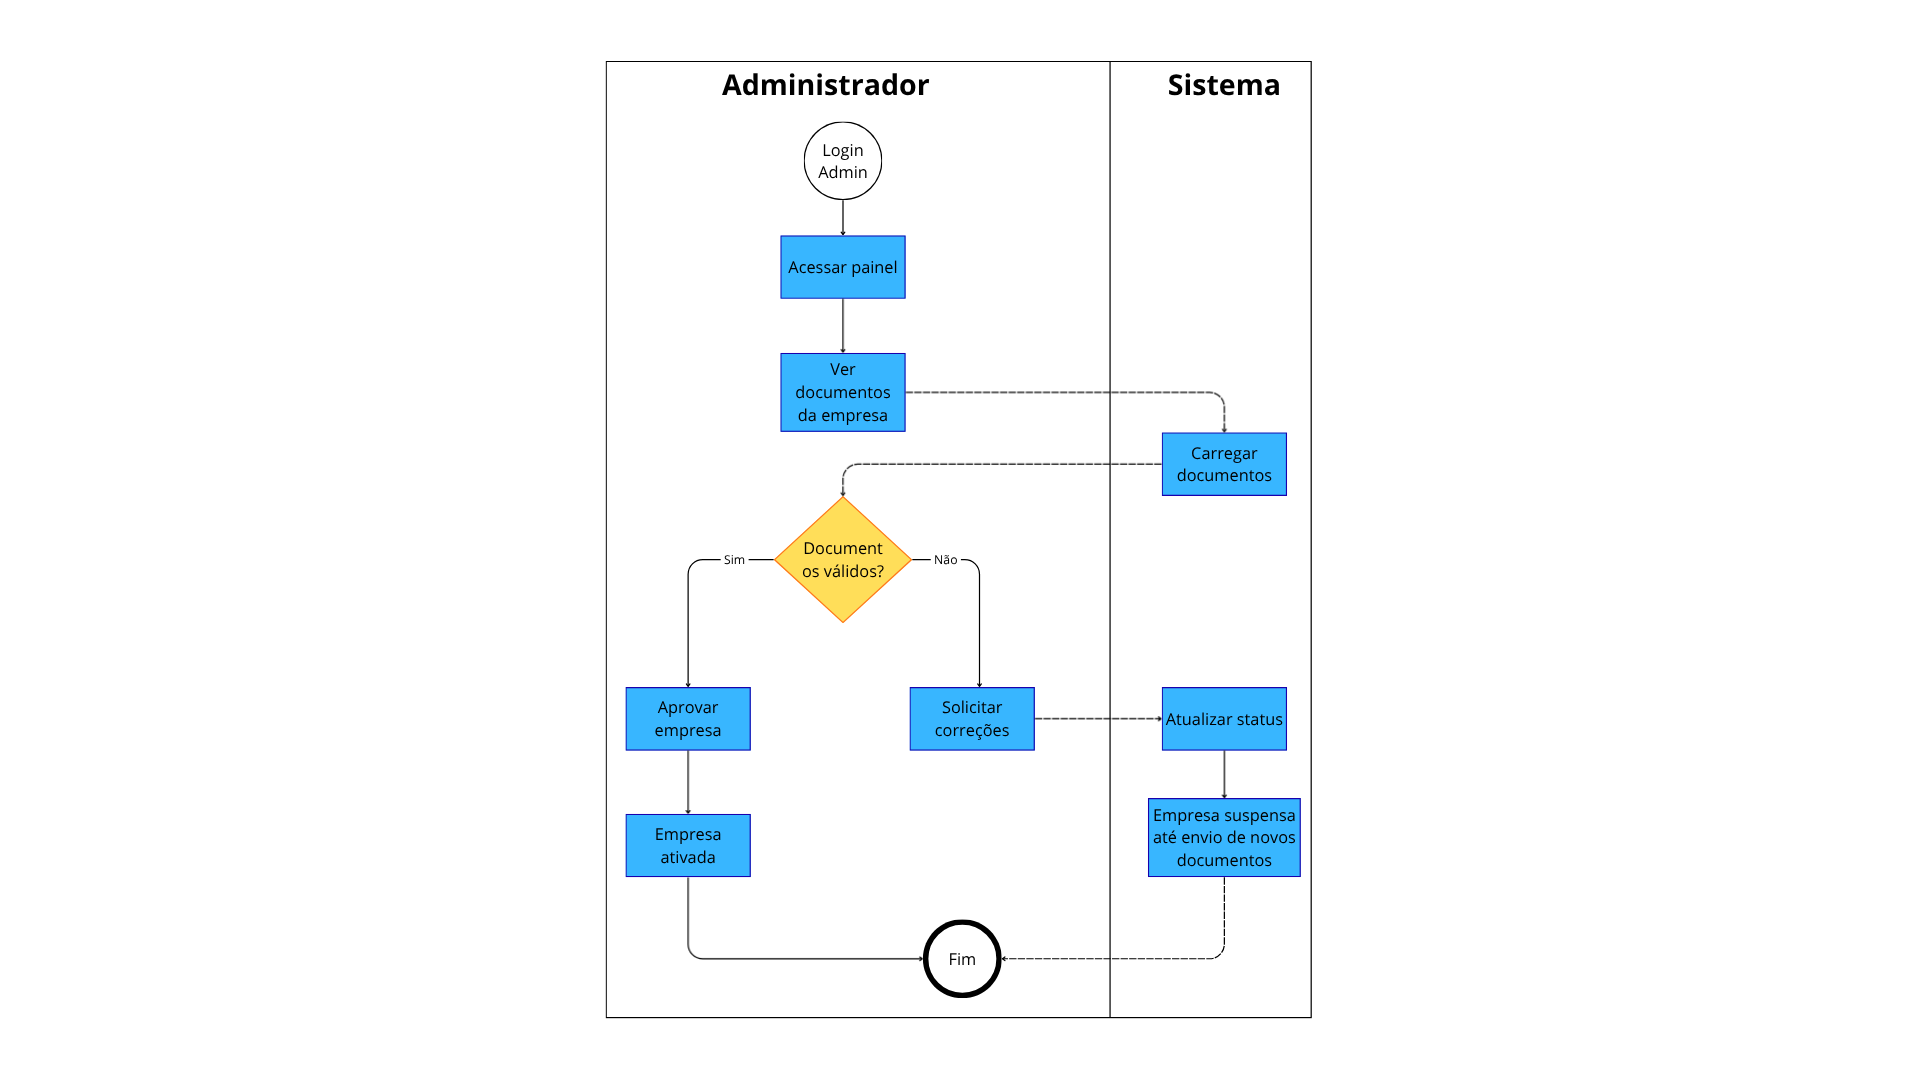 Administrador
Sistema
Login
Admin
Acessar painel
Ver
documentos
da empresa
Carregar
documentos
Document
os válidos?
Sim
Não
Aprovar
empresa
Solicitar
correções
Atualizar status
Empresa
ativada
Empresa suspensa
até envio de novos
documentos
Fim